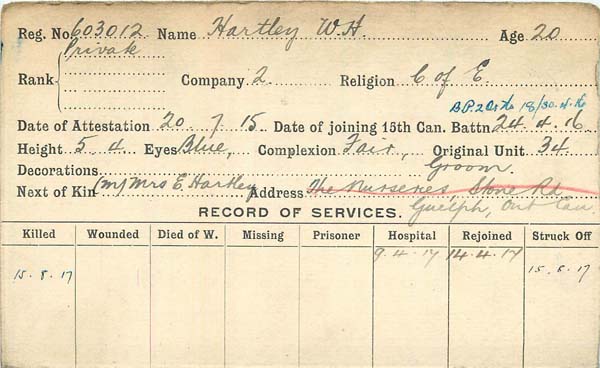 Reg. No. 603012 Name Hartley W.H. Age 20
Private
Rank Company 2 Religion C of E.
18/30.4.16
Date of Attestation 20 7 15 Date of joining 15th Can. Battn 24 4 16
Height 5 4 Eyes Blue, Complexion Fair, Original Unit 34
Decorations Groom.
Next of Kin (M) Mrs E. Hartley Address The Nurseries, Stone Rd
Guelph, Ont Can.
RECORD OF SERVICES.
Killed Wounded Died of W. Missing Prisoner Hospital Rejoined Struck Off
9.4.17 14.4.17
15.8.17 15.8.17